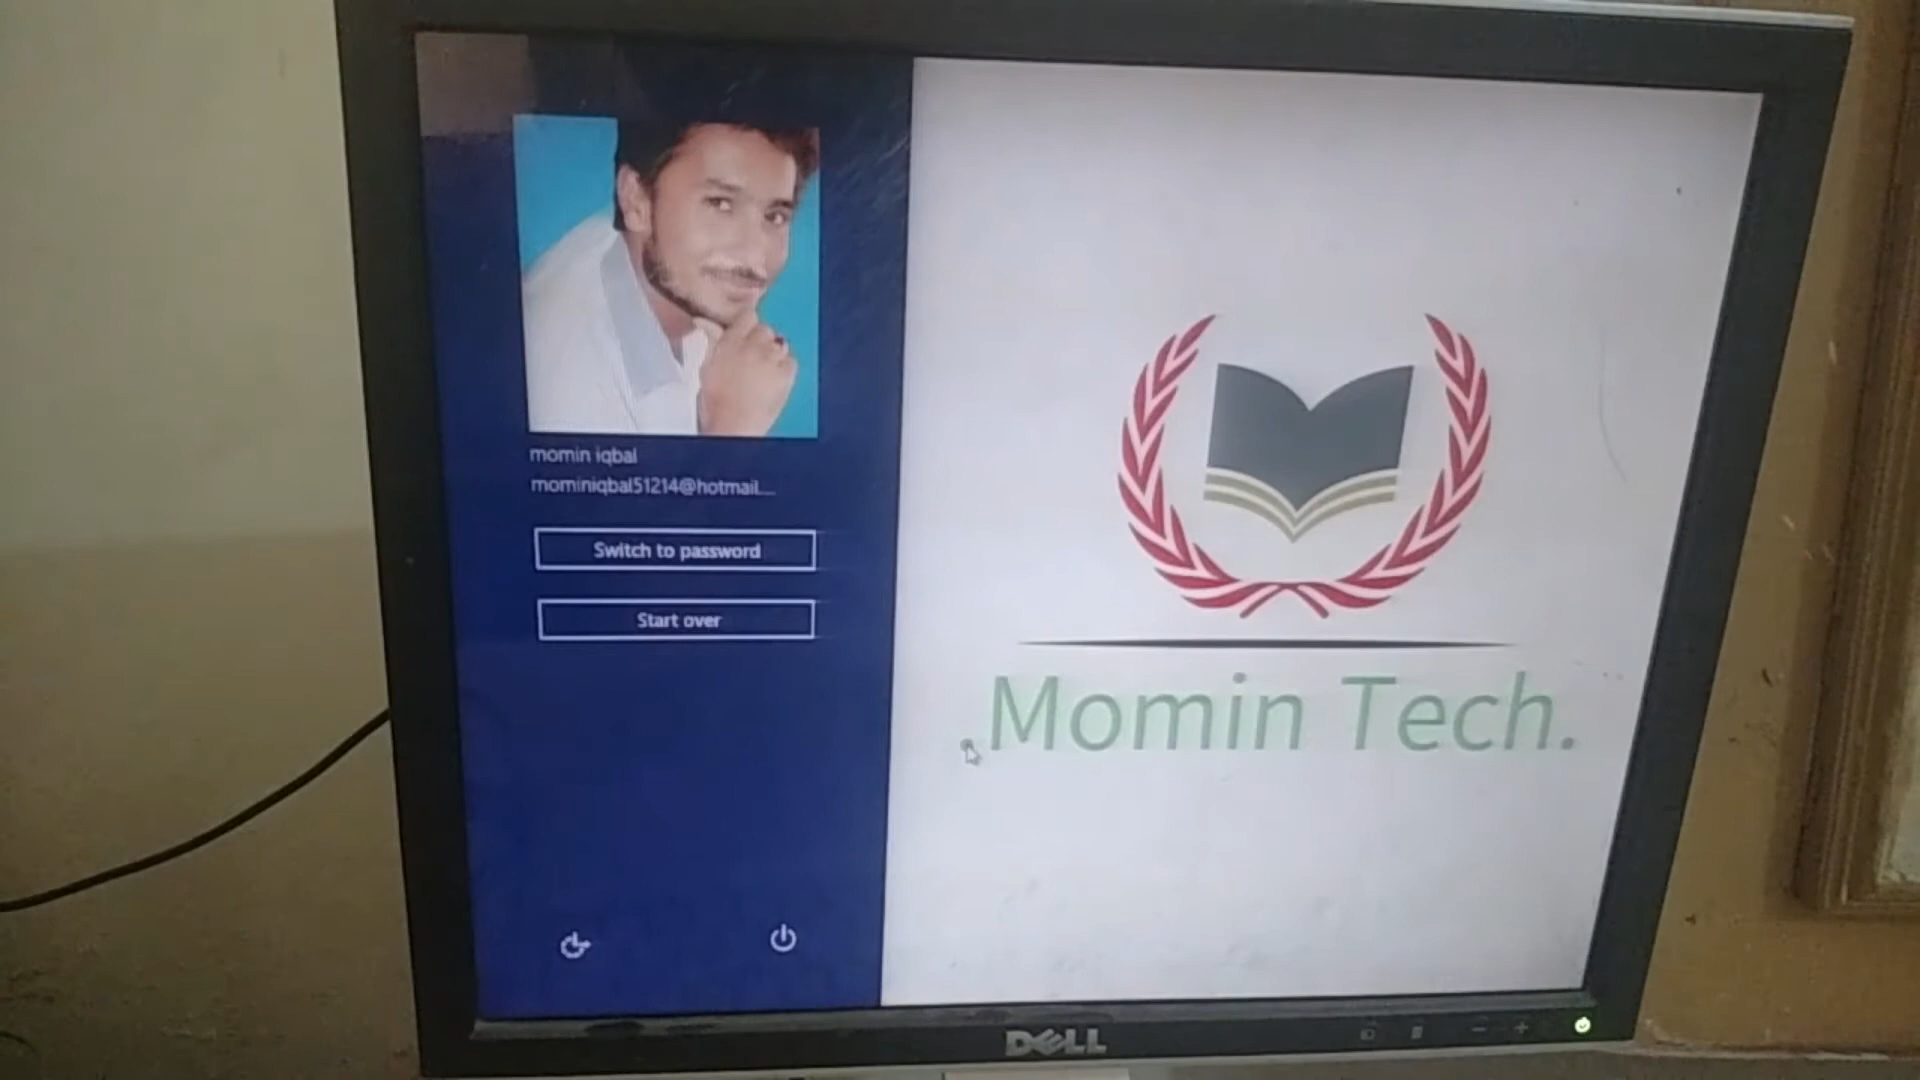 momin iqbal
mominiqbal51214@hotmail....
Switch to password
Start over
Momin Tech.
DELL